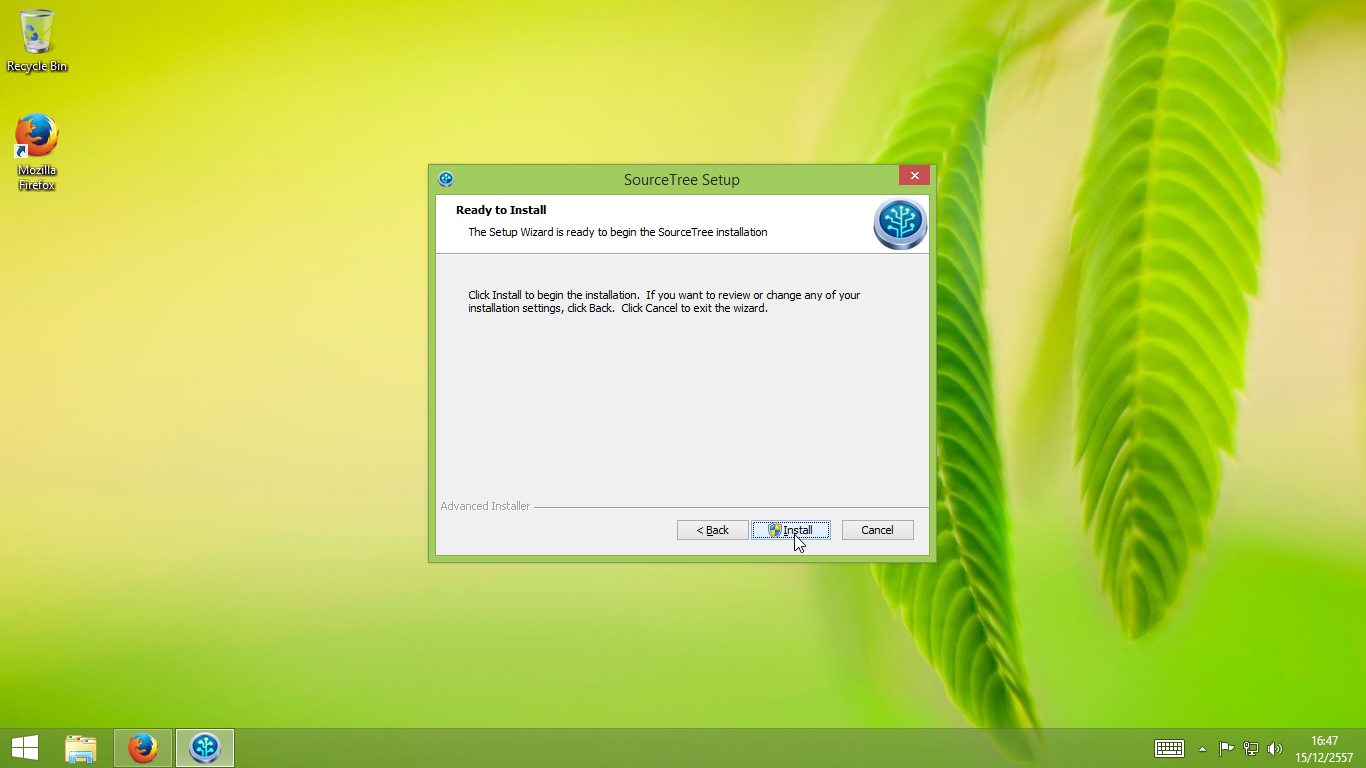 Recycle Bin
Mozilla
Firefox
SourceTree Setup
Ready to Install
The Setup Wizard is ready to begin the SourceTree installation
Click Install to begin the installation.  If you want to review or change any of your
installation settings, click Back.  Click Cancel to exit the wizard.
Advanced Installer
< Back
Install
Cancel
16:47
15/12/2557